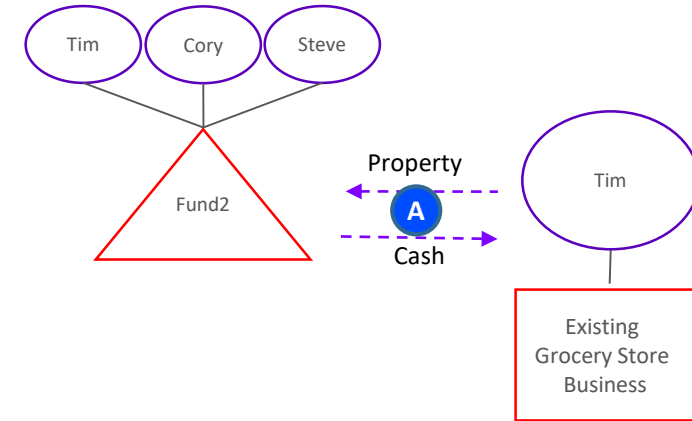 Tim
Cory
Steve
Fund2
Property
A
Cash
Tim
Existing
Grocery Store
Business